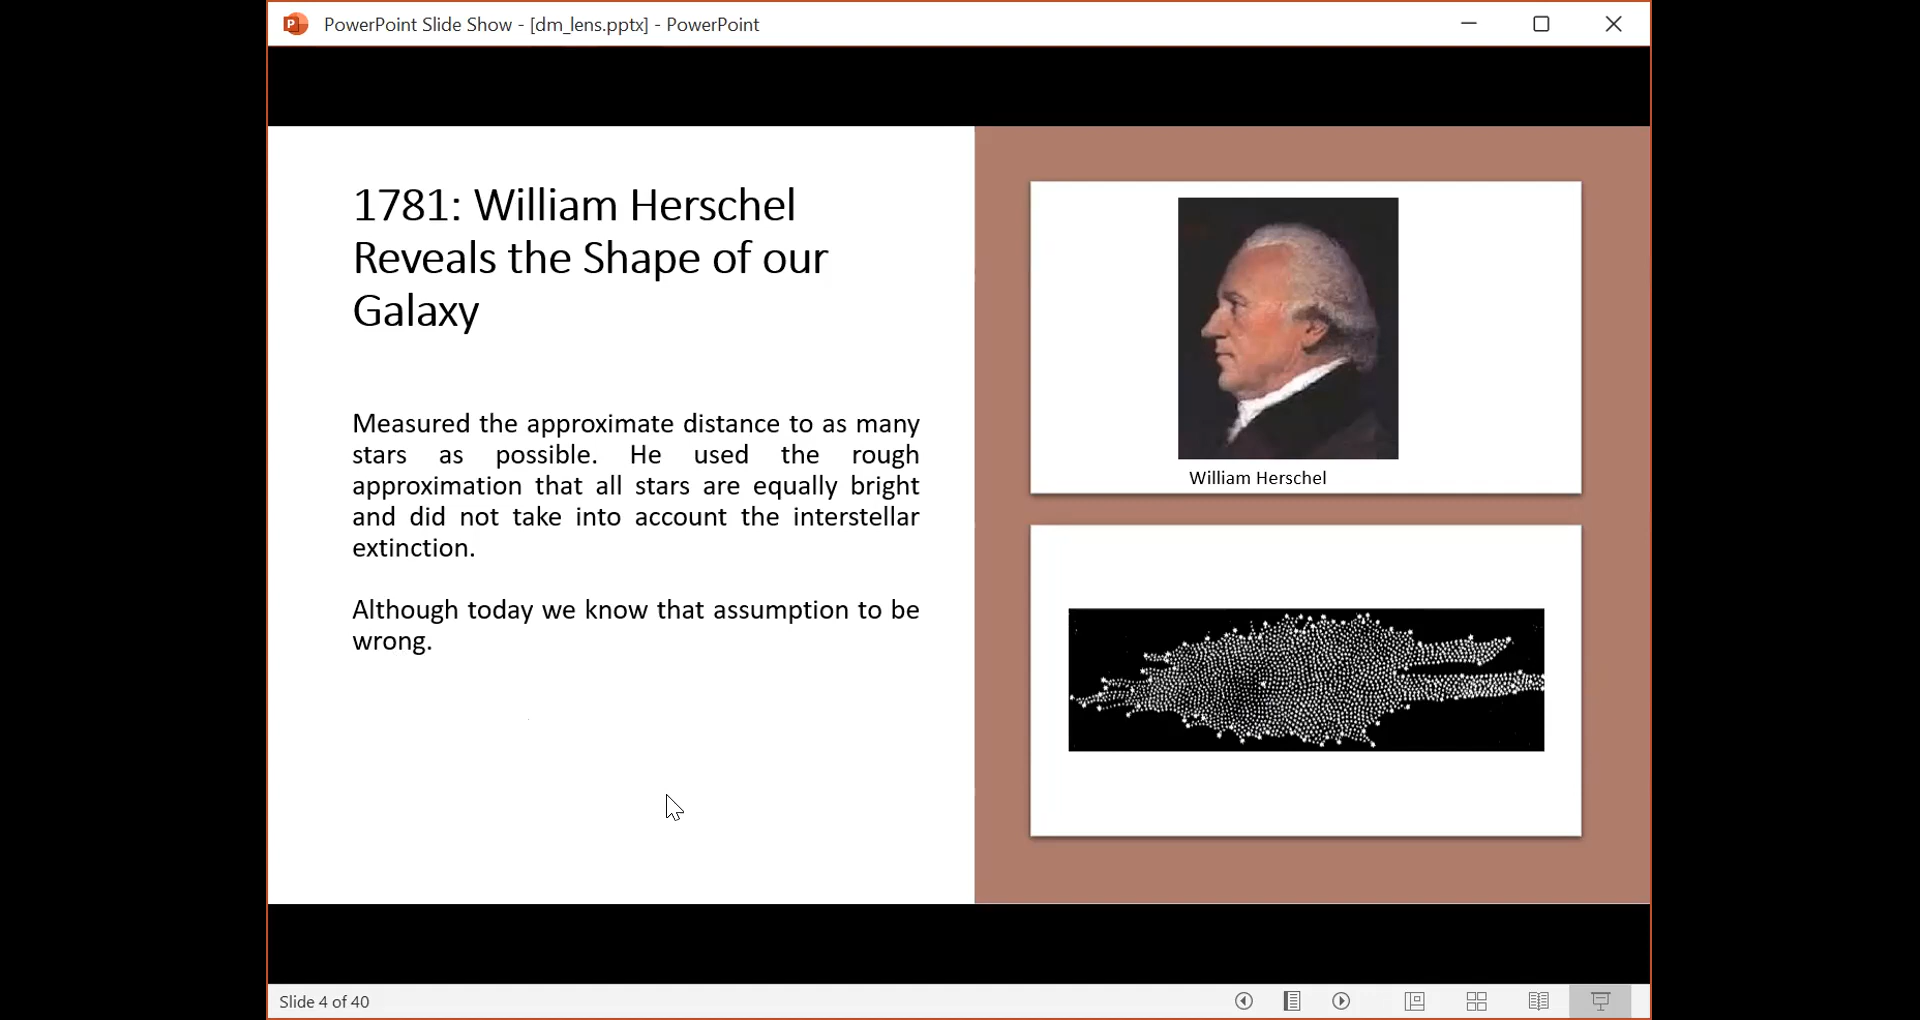 PowerPoint Slide Show - [dm_lens.pptx] - PowerPoint
1781: William Herschel
Reveals the Shape of our
Galaxy
Measured the approximate distance to as many
stars as possible. He used the rough
approximation that all stars are equally bright
and did not take into account the interstellar
extinction.
Although today we know that assumption to be
wrong.
William Herschel
Slide 4 of 40